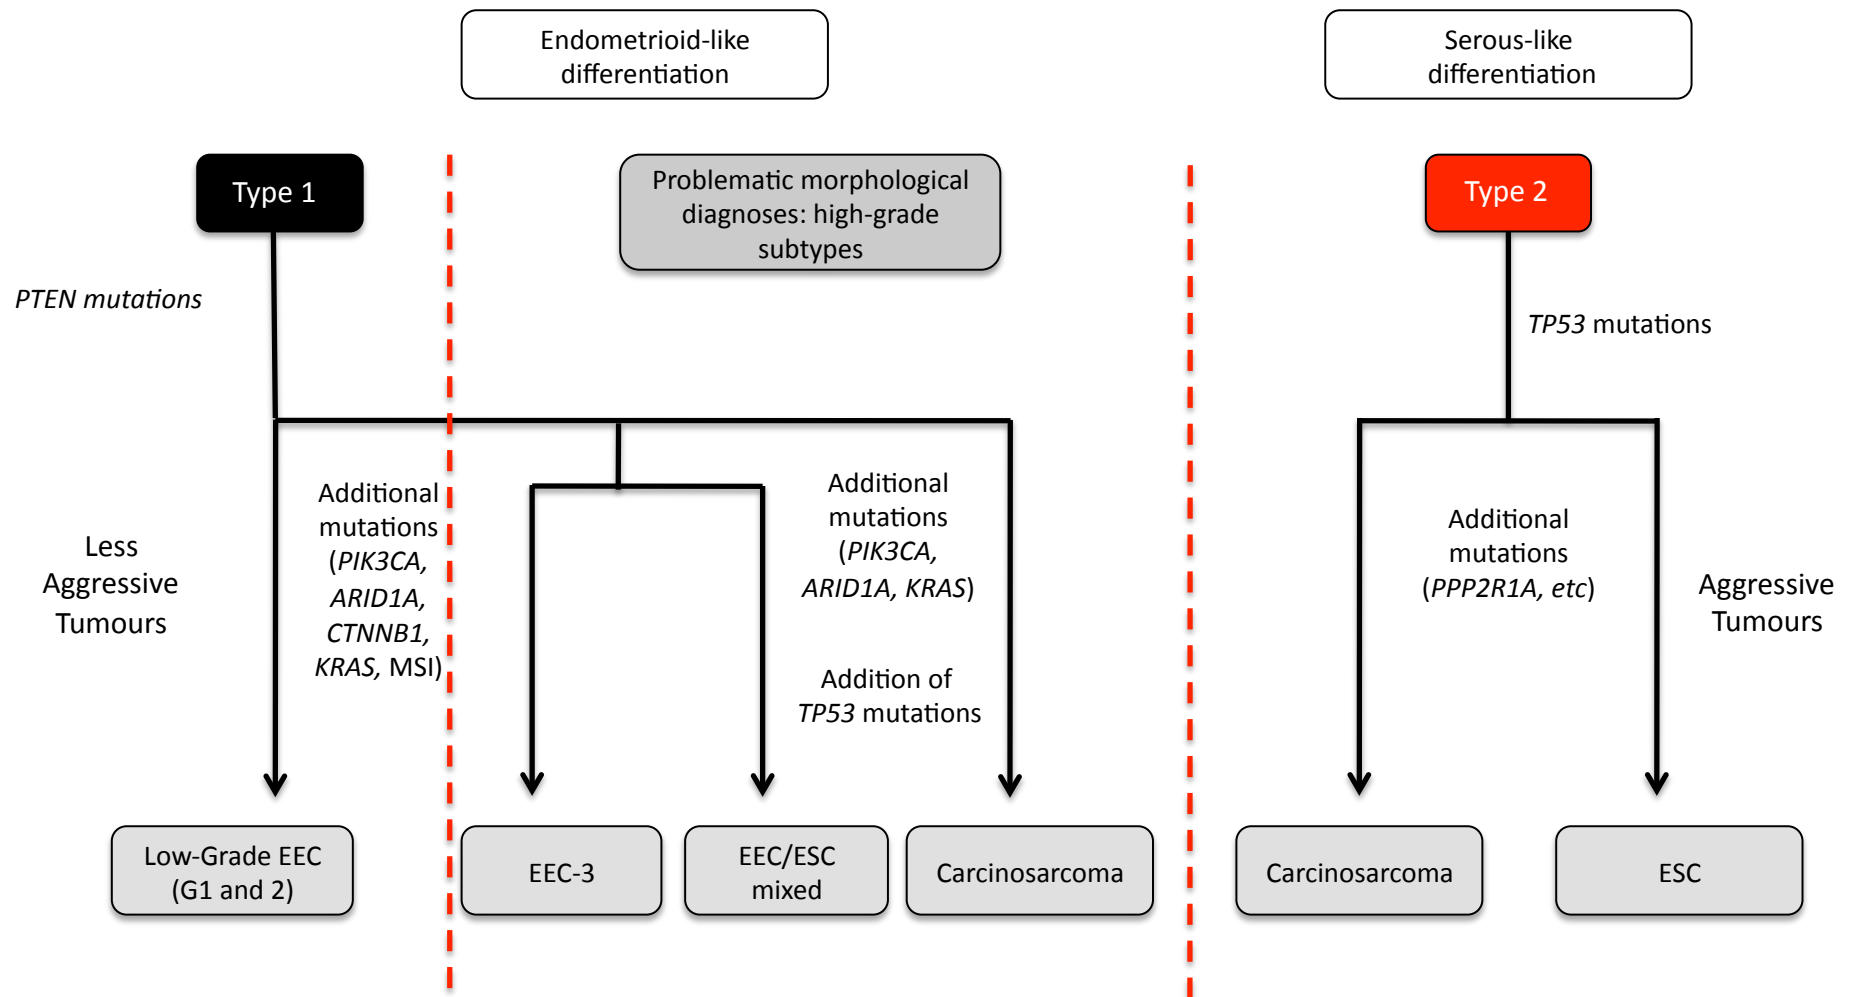 Endometrioid-like
differentiation
Serous-like
differentiation
Type 1
Problematic morphological
diagnoses: high-grade
subtypes
Type 2
PTEN mutations
TP53 mutations
Less
Aggressive
Tumours
Additional
mutations
(PIK3CA,
ARID1A,
CTNNB1,
KRAS, MSI)
Additional
mutations
(PIK3CA,
ARID1A, KRAS)
Addition of
TP53 mutations
Additional
mutations
(PPP2R1A, etc)
Aggressive
Tumours
Low-Grade EEC
(G1 and 2)
EEC-3
EEC/ESC
mixed
Carcinosarcoma
Carcinosarcoma
ESC